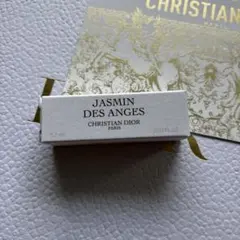 CHRISTIAN
JASMIN
DES ANGES
CHRISTIAN DIOR
PARIS